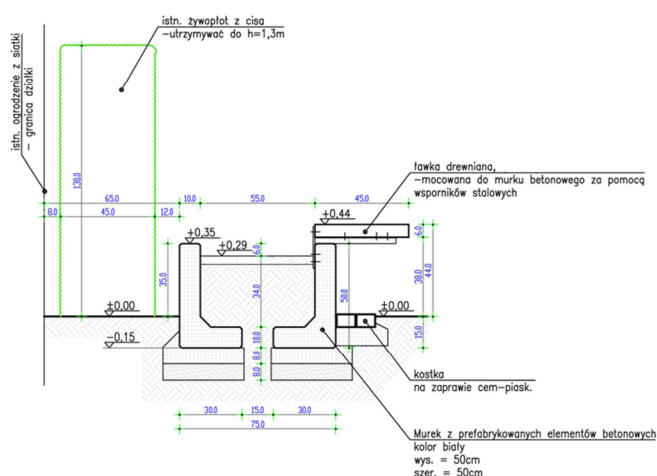 istn. żywopłot z cisa
-utrzymywać do h=1,3m
istn. ogrodzenie z siatki
- granica działki
ławka drewniana,
-mocowana do murku betonowego za pomocą
wsporników stalowych
130.0
65.0
10.0
55.0
45.0
8.0
45.0
12.0
+0,44
6.0
+0,35
+0,29
6.0
35.0
34.0
50.0
38.0
44.0
±0.00
±0.00
-0,15
10.0
15.0
8.0
8.0
kostka
na zaprawie cem-piask.
30.0
15.0
30.0
75.0
Murek z prefabrykowanych elementów betonowych
kolor biały
wys. = 50cm
szer. = 50cm